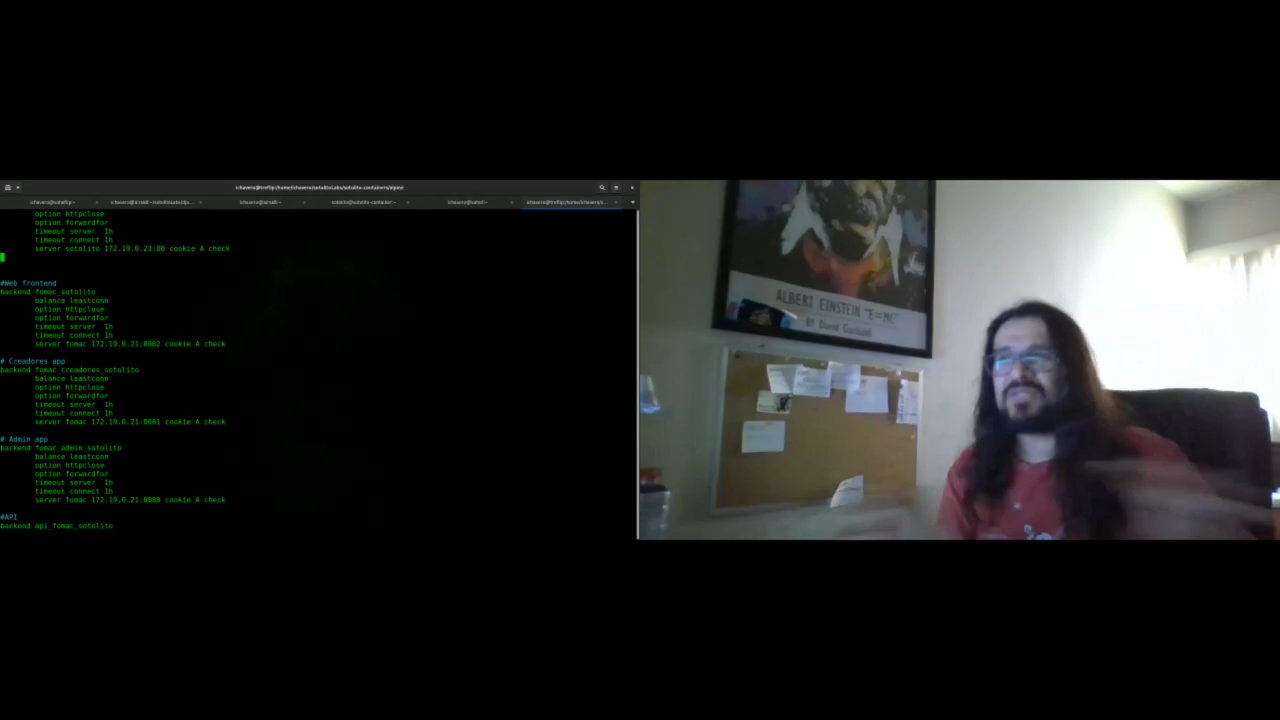 option httpclose
option forwardfor
timeout server 1h
timeout connect 1h
server sotolito 172.19.0.23:80 cookie A check
#Web frontend
backend fomac_sotolito
balance leastconn
option httpclose
option forwardfor
timeout server 1h
timeout connect 1h
server fomac 172.19.0.21:8082 cookie A check
# Creadores app
backend fomac_creadores_sotolito
balance leastconn
option httpclose
option forwardfor
timeout server 1h
timeout connect 1h
server fomac 172.19.0.21:8081 cookie A check
# Admin app
backend fomac_admin_sotolito
balance leastconn
option httpclose
option forwardfor
timeout server 1h
timeout connect 1h
server fomac 172.19.0.21:8080 cookie A check
#API
backend api_fomac_sotolito
ALBERT EINSTEIN "E=MC²"
BY David Garibaldi